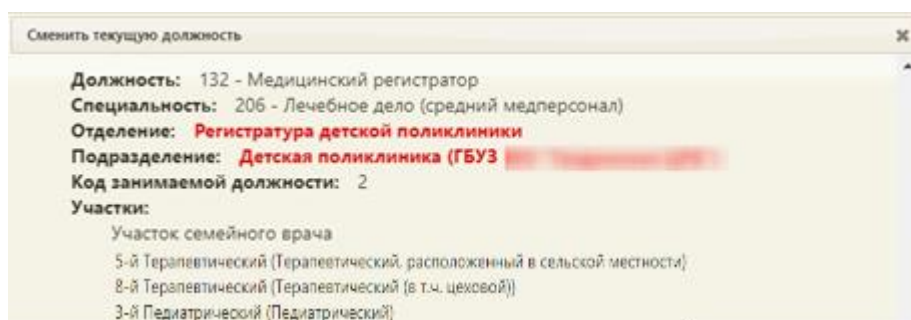 Сменить текущую должность
Должность: 132 - Медицинский регистратор
Специальность: 206 - Лечебное дело (средний медперсонал)
Отделение: Регистратура детской поликлиники
Подразделение: Детская поликлиника (ГБУЗ
Код занимаемой должности: 2
Участки:
Участок семейного врача
5-й Терапевтический (Терапевтический, расположенный в сельской местности)
8-й Терапевтический (Терапевтический (в т.ч. цеховой))
3-й Педиатрический (Педиатрический)